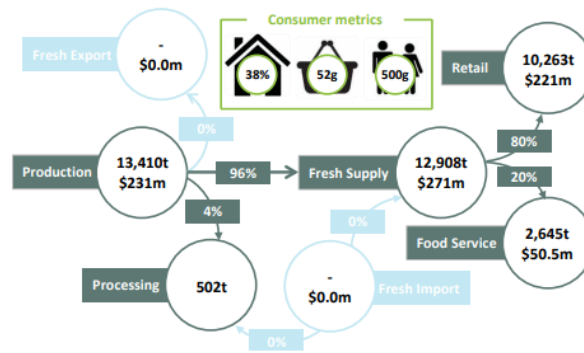 Consumer metrics
38%
52g
500g
Fresh Export
-
$0.0m
0%
Retail
10,263t
$221m
80%
Production
13,410t
$231m
96%
Fresh Supply
12,908t
$271m
20%
4%
0%
Food Service
2,645t
$50.5m
Processing
502t
-
$0.0m
Fresh Import
0%